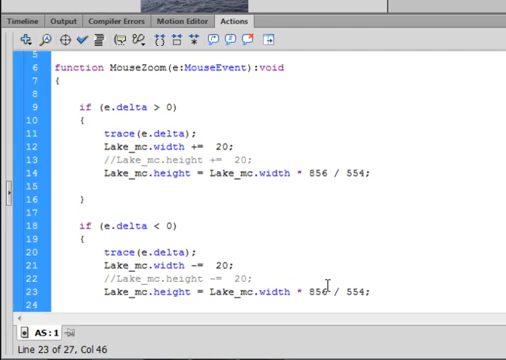 Timeline Output Compiler Errors Motion Editor Actions
5
6 function MouseZoom(e:MouseEvent):void
7 {
8
9 if (e.delta > 0)
10 {
11 trace(e.delta);
12 Lake_mc.width += 20;
13 //Lake_mc.height += 20;
14 Lake_mc.height = Lake_mc.width * 856 / 554;
15
16 }
17
18 if (e.delta < 0)
19 {
20 trace(e.delta);
21 Lake_mc.width -= 20;
22 //Lake_mc.height -= 20;
23 Lake_mc.height = Lake_mc.width * 856 / 554;
24
AS:1
Line 23 of 27, Col 46